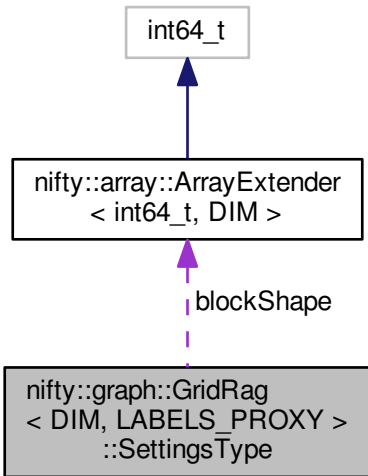 int64_t
nifty::array::ArrayExtender
< int64_t, DIM >
blockShape
nifty::graph::GridRag
< DIM, LABELS_PROXY >
::SettingsType